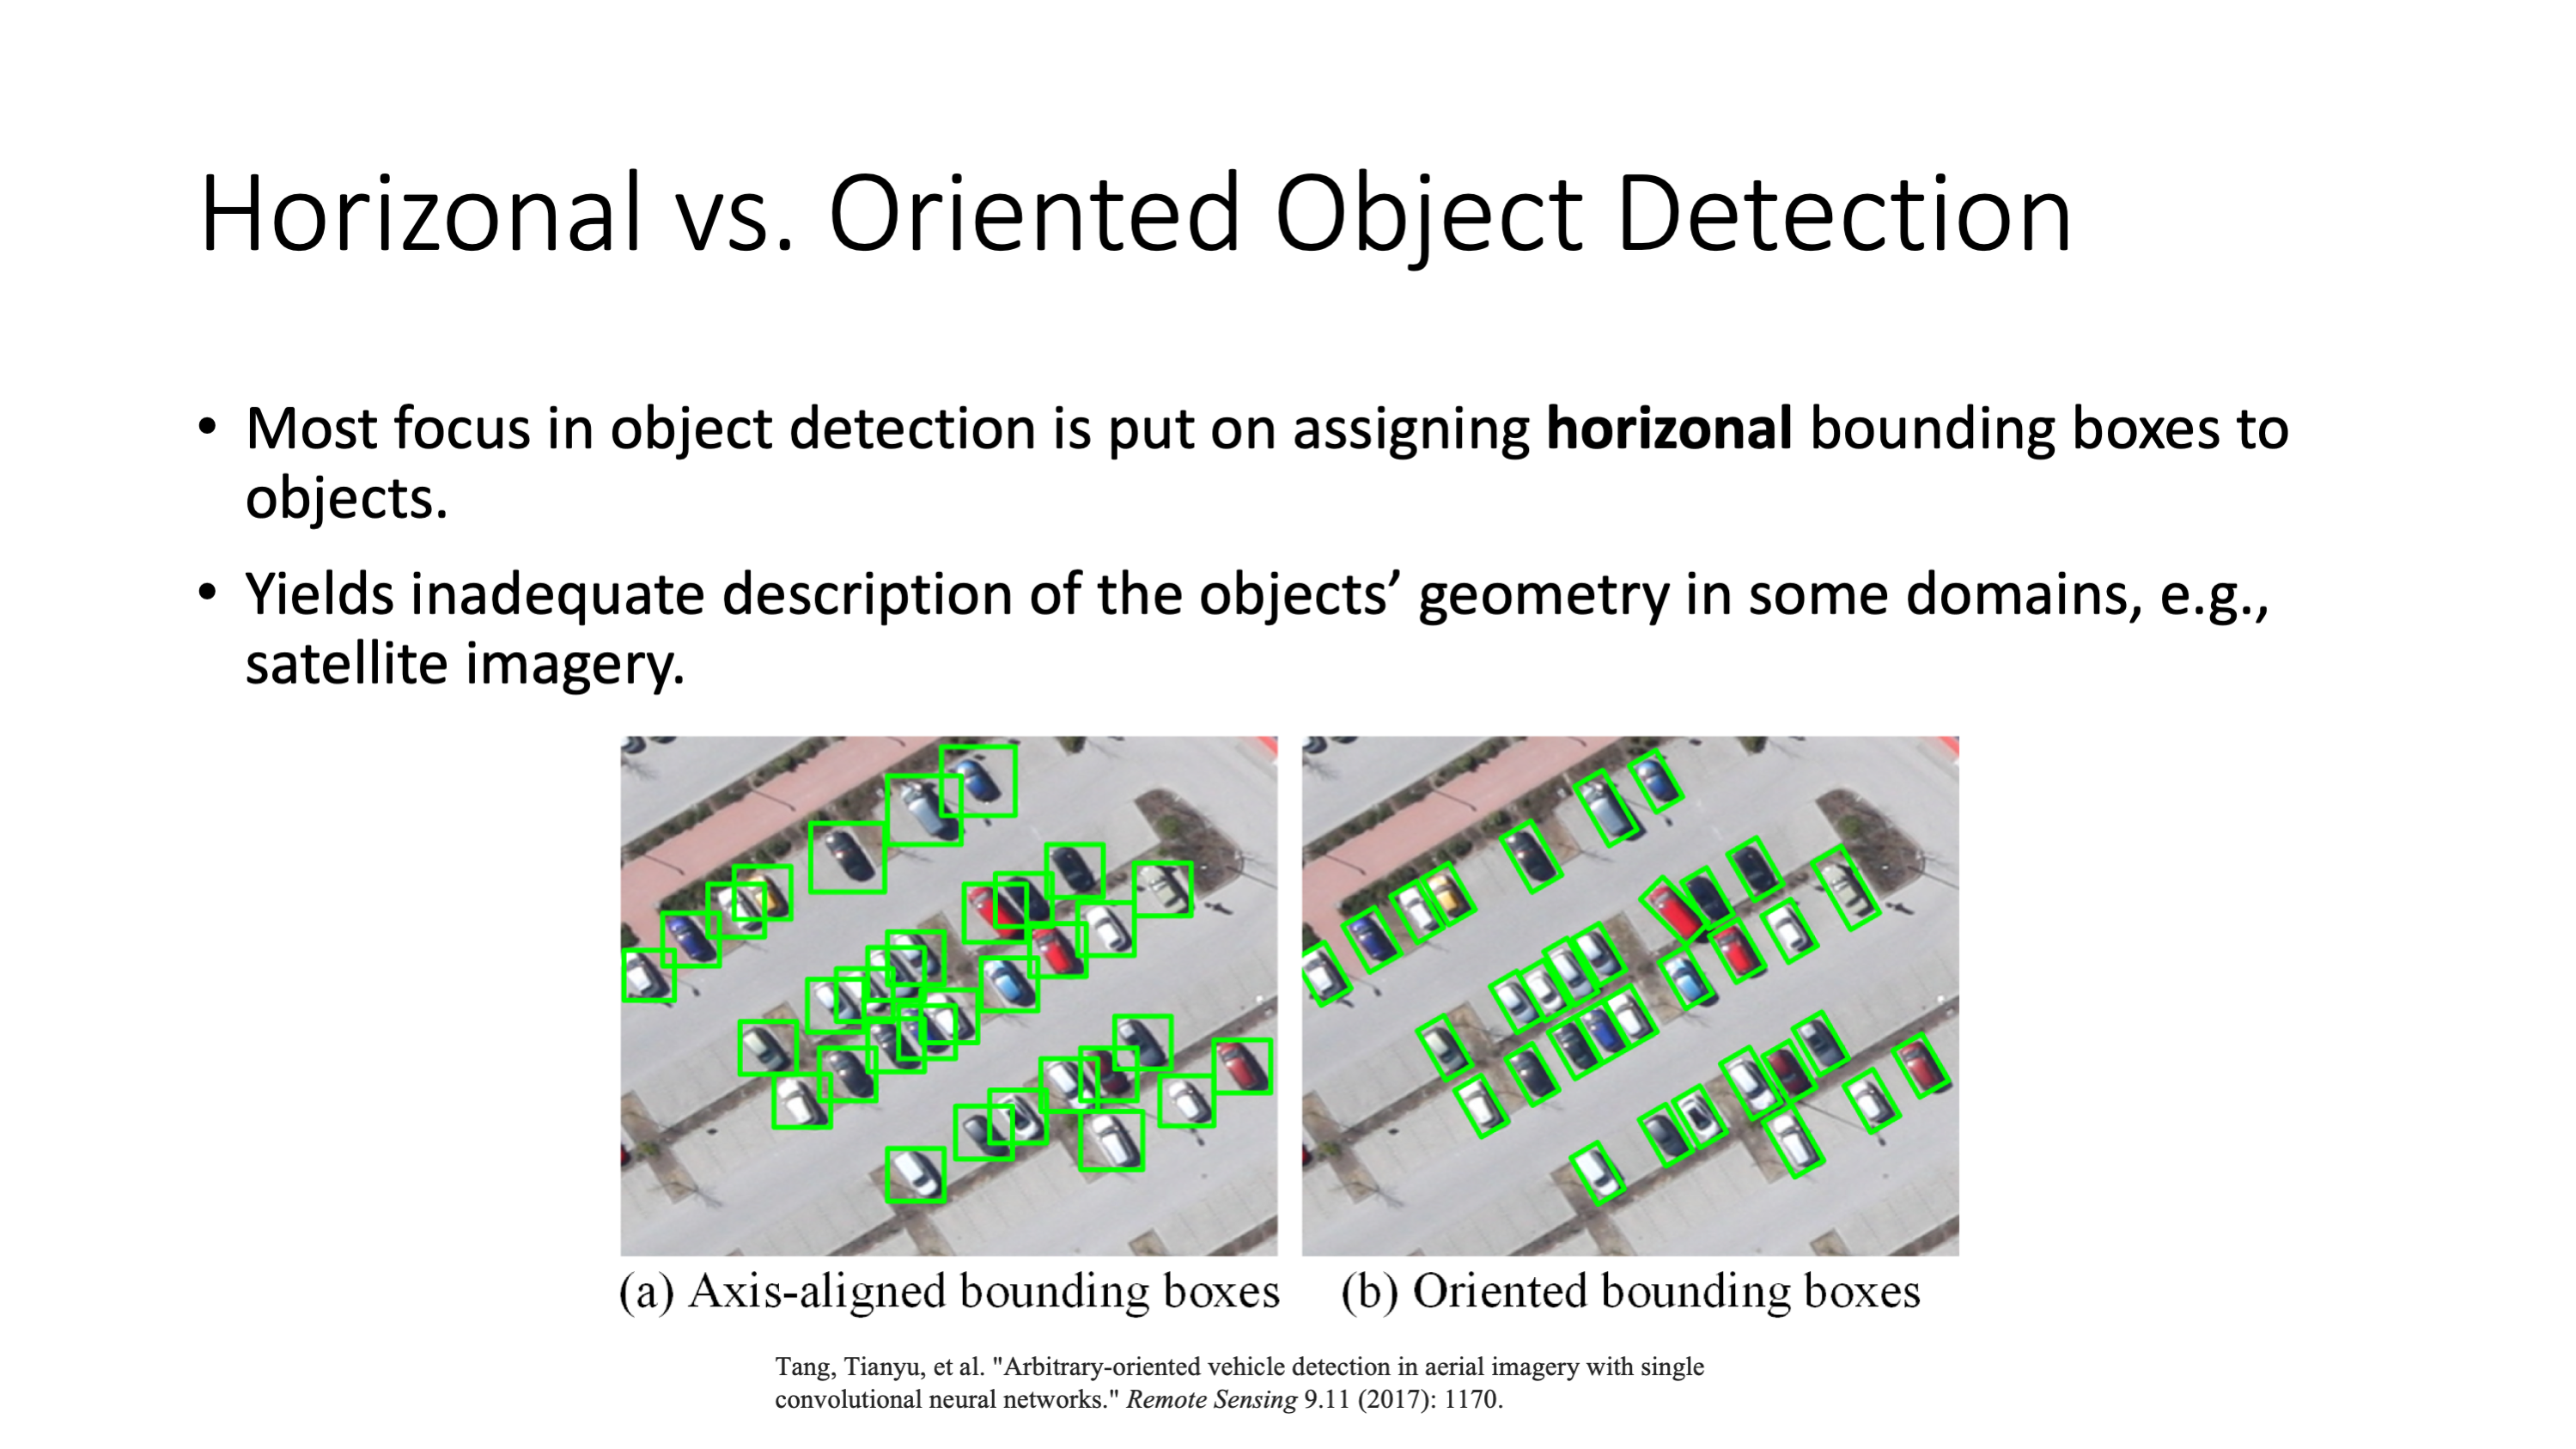 Horizonal vs. Oriented Object Detection
• Most focus in object detection is put on assigning horizonal bounding boxes to
objects.
• Yields inadequate description of the objects’ geometry in some domains, e.g.,
satellite imagery.
(a) Axis-aligned bounding boxes
(b) Oriented bounding boxes
Tang, Tianyu, et al. "Arbitrary-oriented vehicle detection in aerial imagery with single
convolutional neural networks." Remote Sensing 9.11 (2017): 1170.